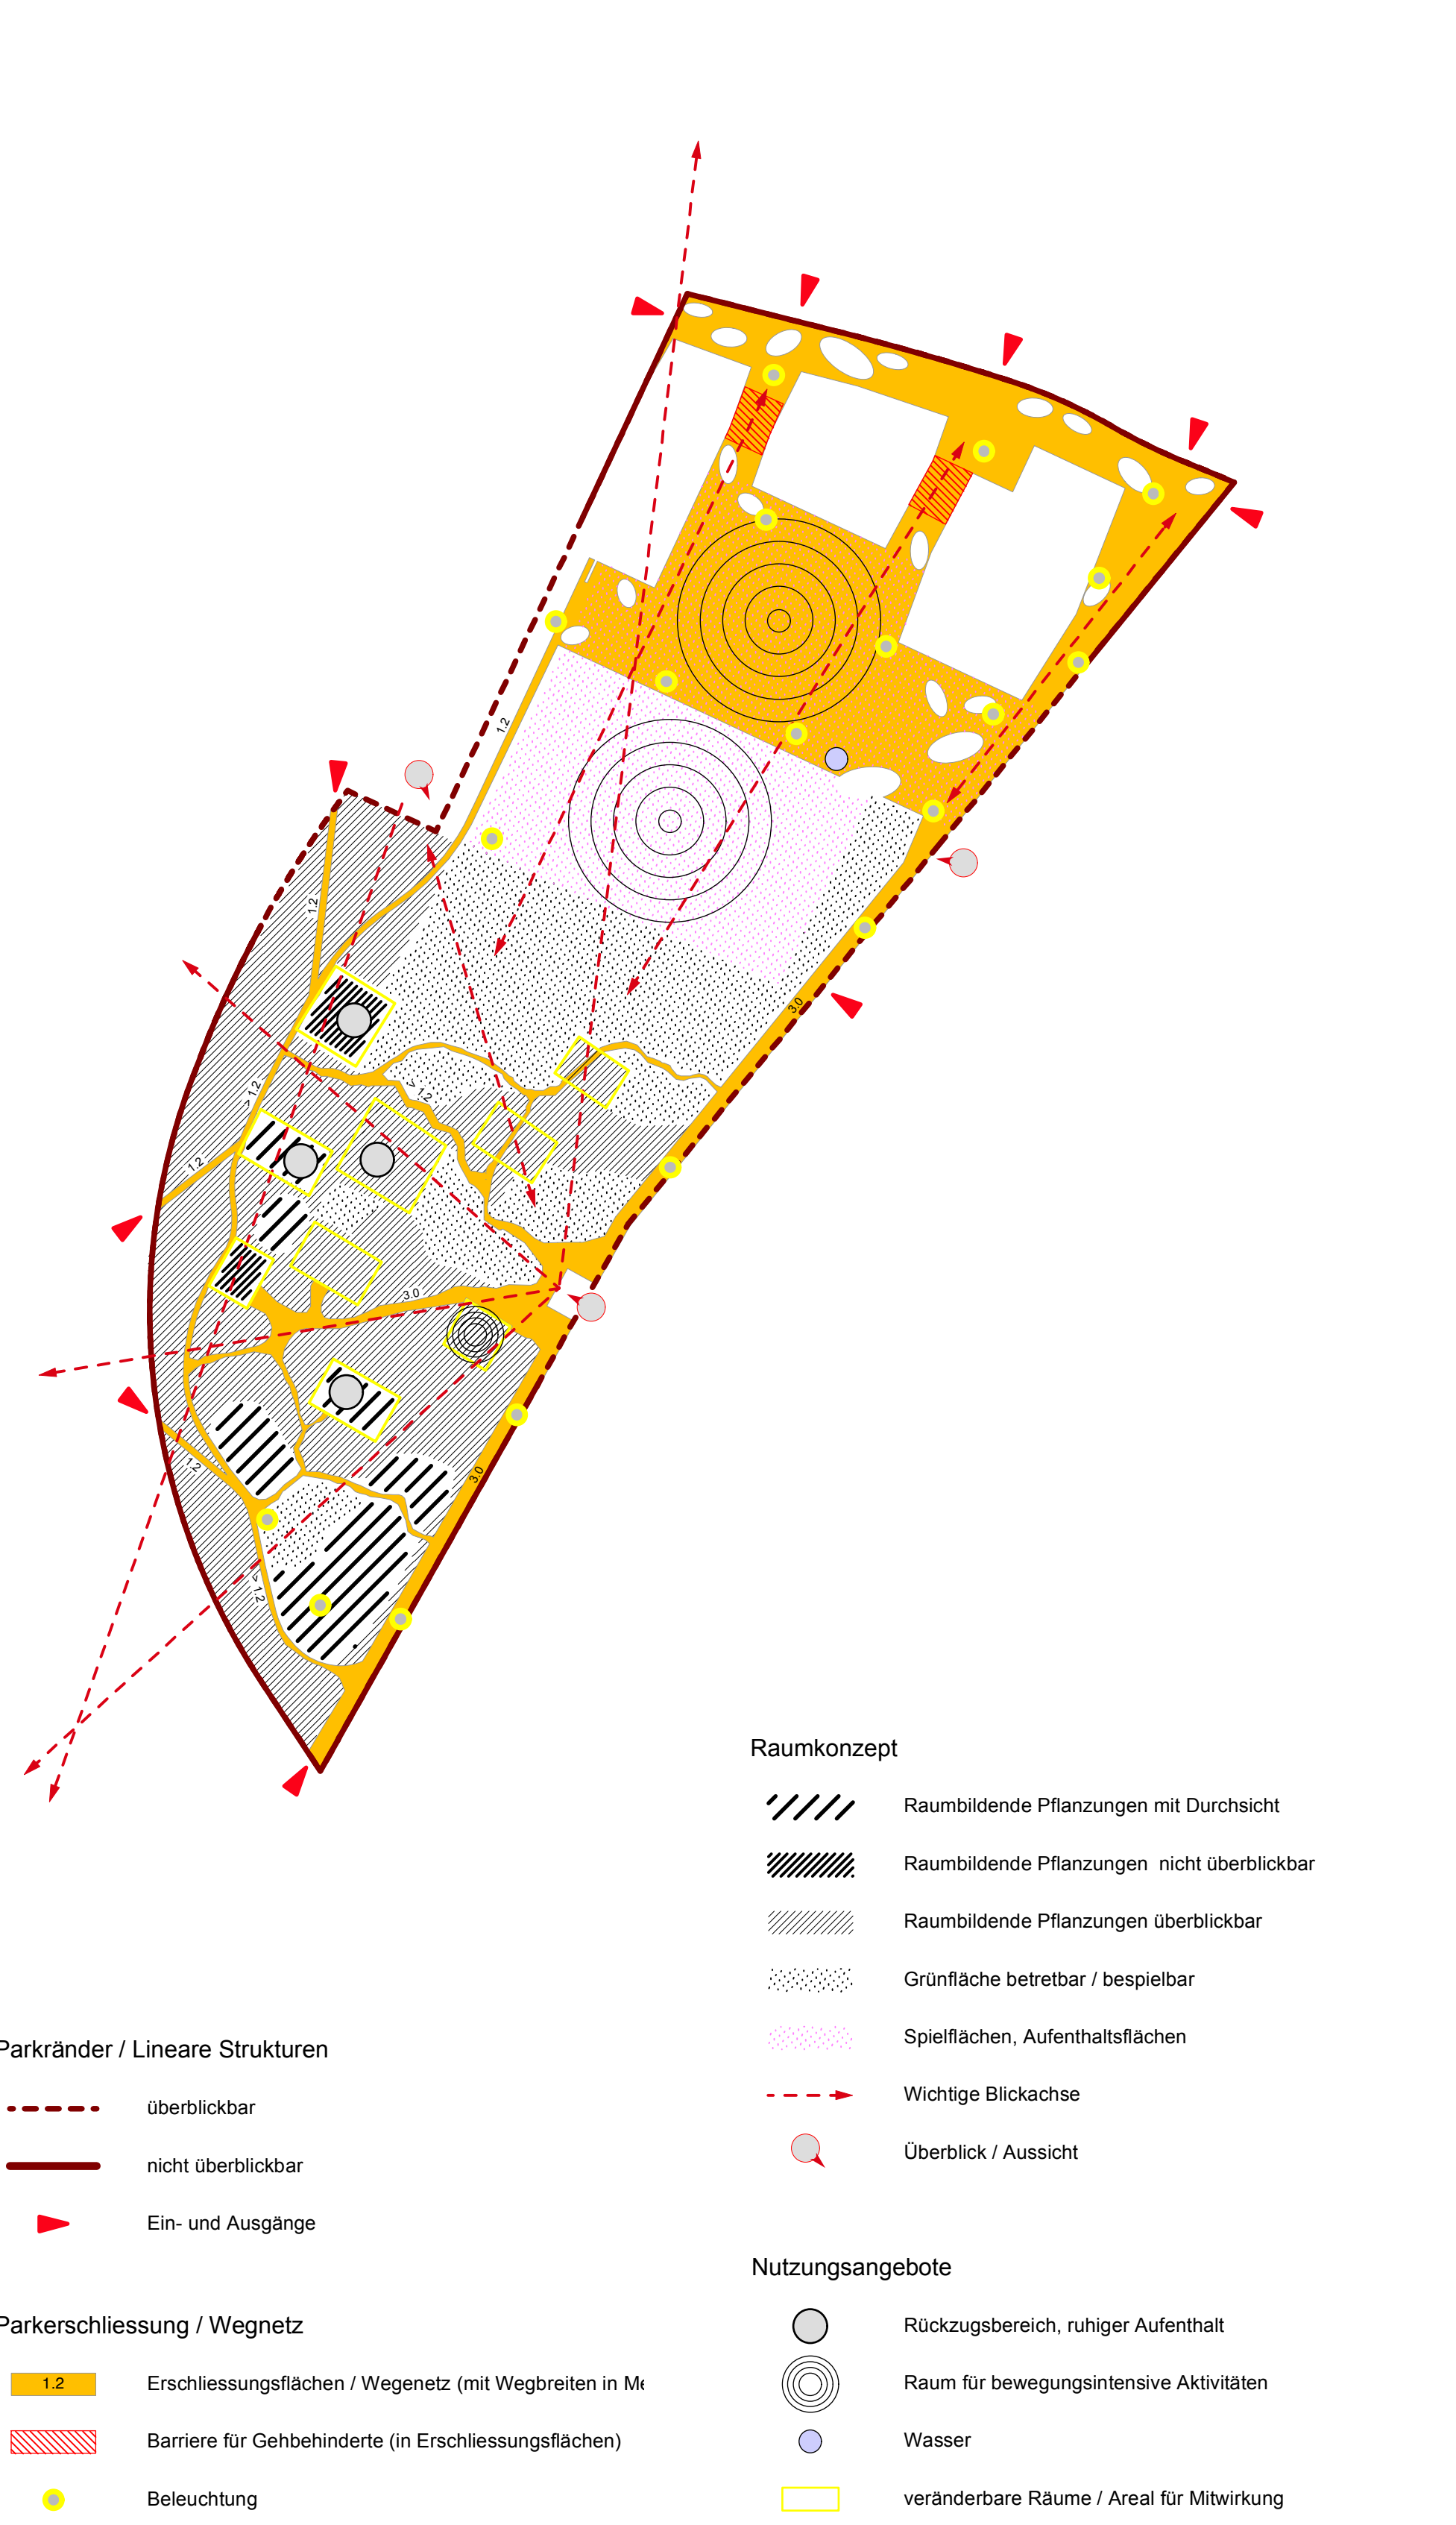 1.2
1.2
3.0
> 1.2
> 1.2
1.2
3.0
1.2
3.0
> 1.2
Raumkonzept
Raumbildende Pflanzungen mit Durchsicht
Raumbildende Pflanzungen nicht überblickbar
Raumbildende Pflanzungen überblickbar
Grünfläche betretbar / bespielbar
Spielflächen, Aufenthaltsflächen
Wichtige Blickachse
Überblick / Aussicht
Parkränder / Lineare Strukturen
überblickbar
nicht überblickbar
Ein- und Ausgänge
Parkerschliessung / Wegnetz
1.2
Erschliessungsflächen / Wegenetz (mit Wegbreiten in
Barriere für Gehbehinderte (in Erschliessungsflächen)
Beleuchtung
Nutzungsangebote
Rückzugsbereich, ruhiger Aufenthalt
Raum für bewegungsintensive Aktivitäten
Wasser
veränderbare Räume / Areal für Mitwirkung